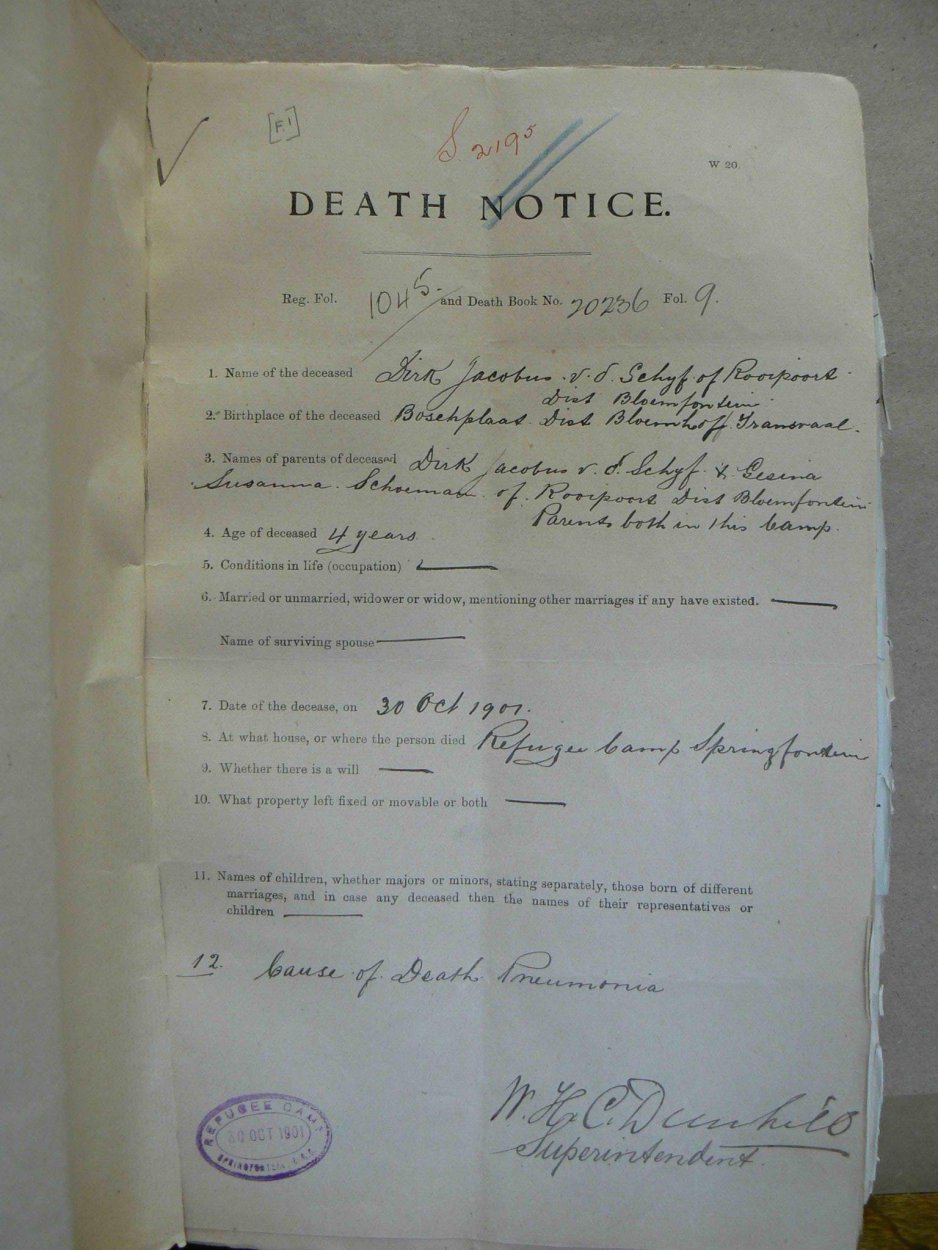 [F.1]
S. 2195
W 20.
DEATH NOTICE.
Reg. Fol. 1045. and Death Book No. 20236 Fol. 9.
1. Name of the deceased Dirk Jacobus v. d. Schyf of Rooipoort
Dist Bloemfontein
2. Birthplace of the deceased Boschplaat Dist Bloemhoff Transvaal.
3. Names of parents of deceased Dirk Jacobus v. d. Schyf & Gesina
Susanna Schoeman of Rooipoort Dist Bloemfontein
Parents both in this Camp.
4. Age of deceased 4 years
5. Conditions in life (occupation)
6. Married or unmarried, widower or widow, mentioning other marriages if any have existed.
Name of surviving spouse
7. Date of the decease, on 30 Oct 1901.
8. At what house, or where the person died Refugee Camp Springfontein
9. Whether there is a will
10. What property left fixed or movable or both
11. Names of children, whether majors or minors, stating separately, those born of different
marriages, and in case any deceased then the names of their representatives or
children
12. Cause of Death Pneumonia
W. H. C. Dunhill
Superintendent.
REFUGEE CAMP
30 OCT 1901
SPRINGFONTEIN